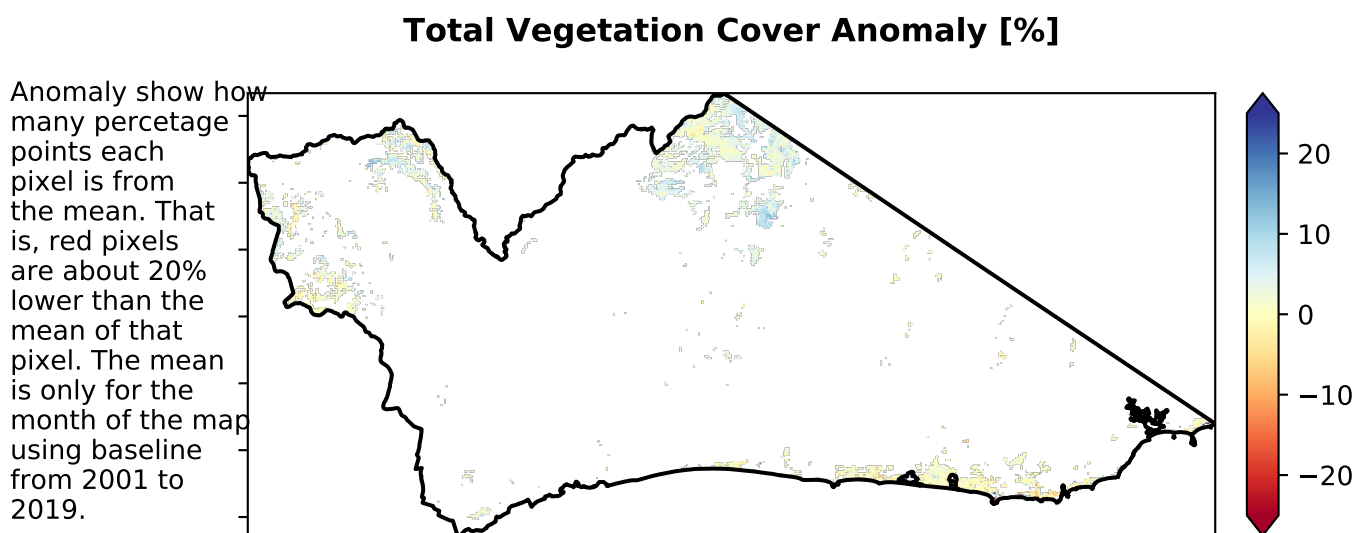 Total Vegetation Cover Anomaly [%]
Anomaly show how
many percetage
points each
pixel is from
the mean. That
is, red pixels
are about 20%
lower than the
mean of that
pixel. The mean
is only for the
month of the map
using baseline
from 2001 to
2019.
20
10
0
−10
−20